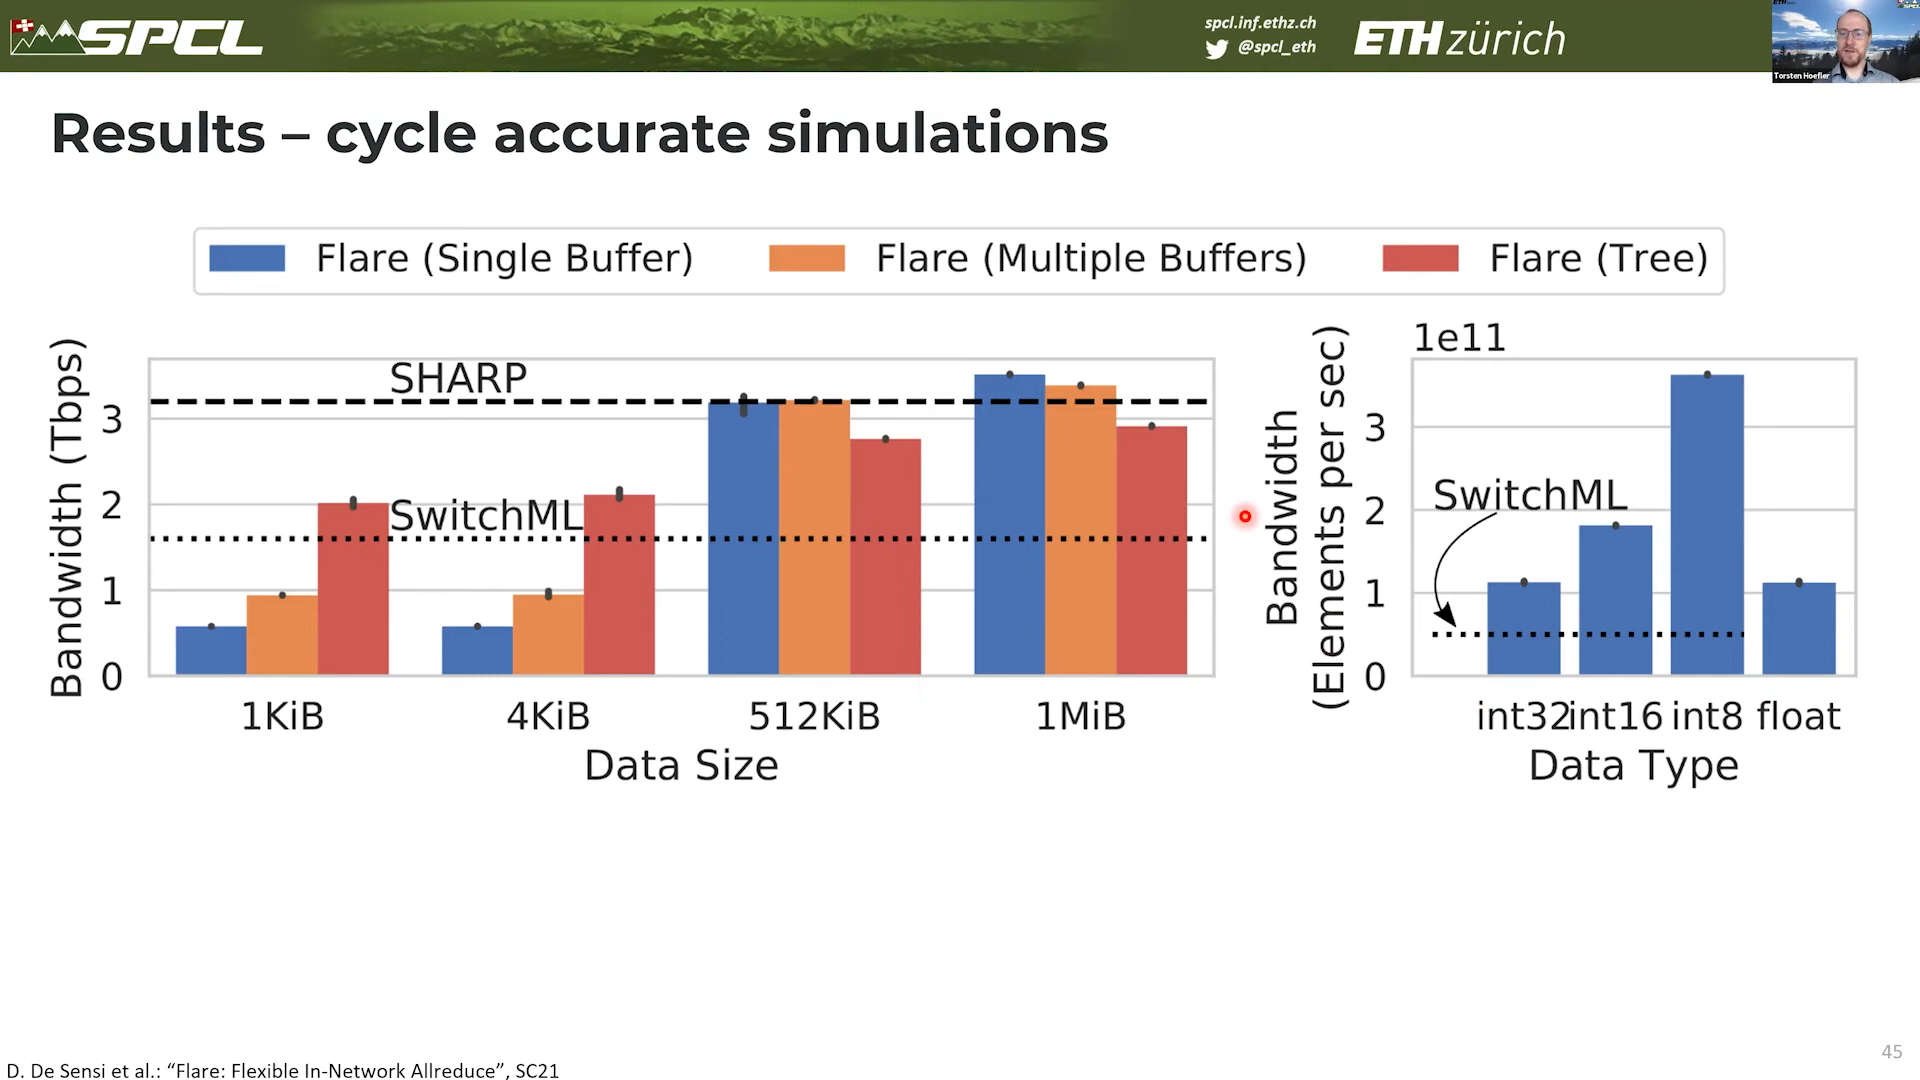 SPCL
spcl.inf.ethz.ch
@spcl_eth
ETH zürich
Torsten Hoefler
Results – cycle accurate simulations
Flare (Single Buffer) Flare (Multiple Buffers) Flare (Tree)
Bandwidth (Tbps)
3
2
1
0
SHARP
SwitchML
1KiB 4KiB 512KiB 1MiB
Data Size
Bandwidth
(Elements per sec)
1e11
3
2
1
0
SwitchML
int32 int16 int8 float
Data Type
45
D. De Sensi et al.: “Flare: Flexible In-Network Allreduce”, SC21